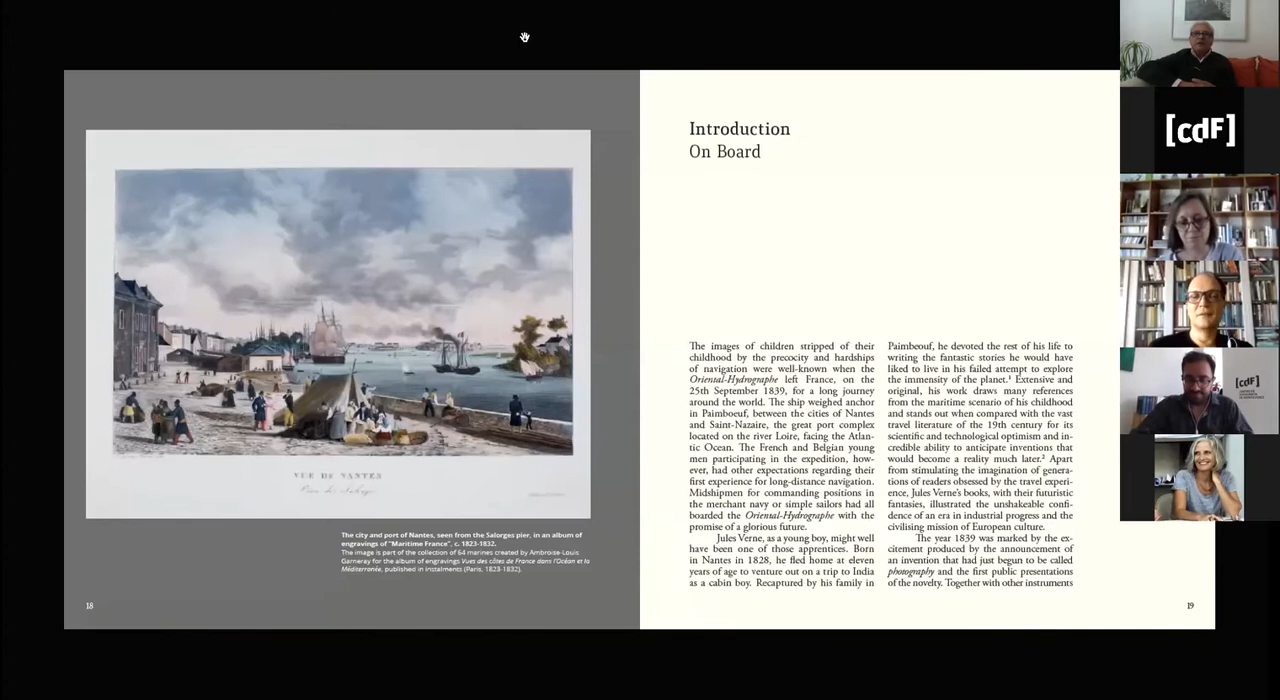 VUE DE NANTES
The city and port of Nantes, seen from the Salorges pier, in an album of
engravings of "Maritime France", c. 1823-1832.
The image is part of the collection of 64 marines created by Ambroise-Louis
Garneray for the album of engravings Vues des côtes de France dans l'Océan et la
Méditerranée, published in instalments (Paris, 1823-1832).
18
Introduction
On Board
The images of children stripped of their
childhood by the precocity and hardships
of navigation were well-known when the
Oriental-Hydrographe left France, on the
25th September 1839, for a long journey
around the world. The ship weighed anchor
in Paimboeuf, between the cities of Nantes
and Saint-Nazaire, the great port complex
located on the river Loire, facing the Atlan-
tic Ocean. The French and Belgian young
men participating in the expedition, how-
ever, had other expectations regarding their
first experience for long-distance navigation.
Midshipmen for commanding positions in
the merchant navy or simple sailors had all
boarded the Oriental-Hydrographe with the
promise of a glorious future.
Jules Verne, as a young boy, might well
have been one of those apprentices. Born
in Nantes in 1828, he fled home at eleven
years of age to venture out on a trip to India
as a cabin boy. Recaptured by his family in
Paimbeouf, he devoted the rest of his life to
writing the fantastic stories he would have
liked to live in his failed attempt to explore
the immensity of the planet.¹ Extensive and
original, his work draws many references
from the maritime scenario of his childhood
and stands out when compared with the vast
travel literature of the 19th century for its
scientific and technological optimism and in-
credible ability to anticipate inventions that
would become a reality much later.² Apart
from stimulating the imagination of genera-
tions of readers obsessed by the travel experi-
ence, Jules Verne's books, with their futuristic
fantasies, illustrated the unshakeable confi-
dence of an era in industrial progress and the
civilising mission of European culture.
The year 1839 was marked by the ex-
citement produced by the announcement of
an invention that had just begun to be called
photography and the first public presentations
of the novelty. Together with other instruments
19
[cdF]
[cdF]